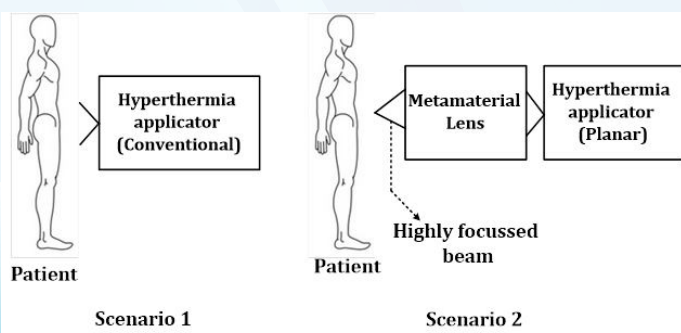 Hyperthermia
applicator
(Conventional)
Patient
Scenario 1
Metamaterial
Lens
Hyperthermia
applicator
(Planar)
Highly focussed
beam
Patient
Scenario 2